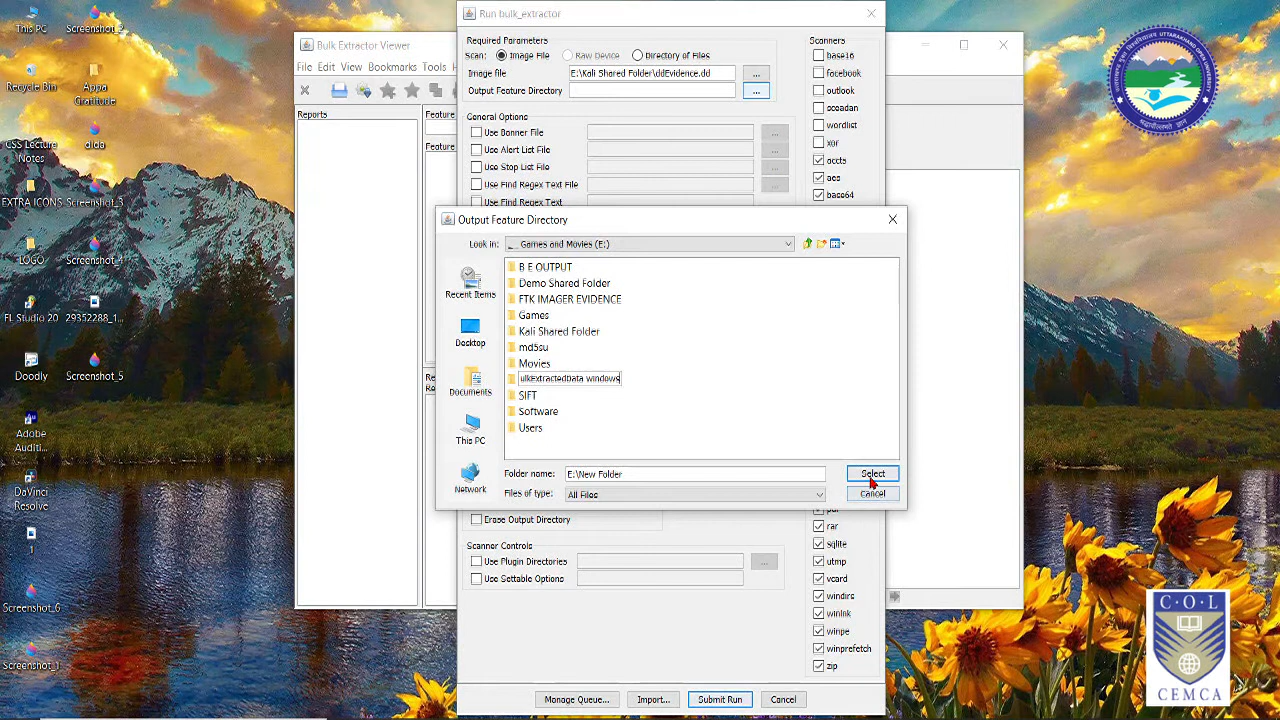 This PC
Screenshot_2
Recycle Bin
Appa
Gratitude
CSS Lecture
Notes
alda
EXTRA ICONS
Screenshot_3
LOGO
Screenshot_4
FL Studio 20
29352288_1...
Doodly
Screenshot_5
Adobe
Auditi...
DaVinci
Resolve
1
Screenshot_6
Screenshot_1
Bulk Extractor Viewer
File Edit View Bookmarks Tools
Reports
Feature
Feature
Run bulk_extractor
Required Parameters
Scan: Image File Raw Device Directory of Files
Image file E:\Kali Shared Folder\ddEvidence.dd ...
Output Feature Directory ...
General Options
Use Banner File ...
Use Alert List File ...
Use Stop List File ...
Use Find Regex Text File ...
Use Find Regex Text
Scanners
base16
facebook
outlook
sceadan
wordlist
xor
accts
aes
base64
Output Feature Directory
Look in: Games and Movies (E:)
Recent Items
Desktop
Documents
This PC
Network
B E OUTPUT
Demo Shared Folder
FTK IMAGER EVIDENCE
Games
Kali Shared Folder
md5su
Movies
ulkExtractedData windows
SIFT
Software
Users
Folder name: E:\New Folder Select
Files of type: All Files Cancel
Erase Output Directory
Scanner Controls
Use Plugin Directories ...
Use Settable Options
rar
sqlite
utmp
vcard
windirs
winlnk
winpe
winprefetch
zip
Manage Queue... Import... Submit Run Cancel
C·O·L
CEMCA